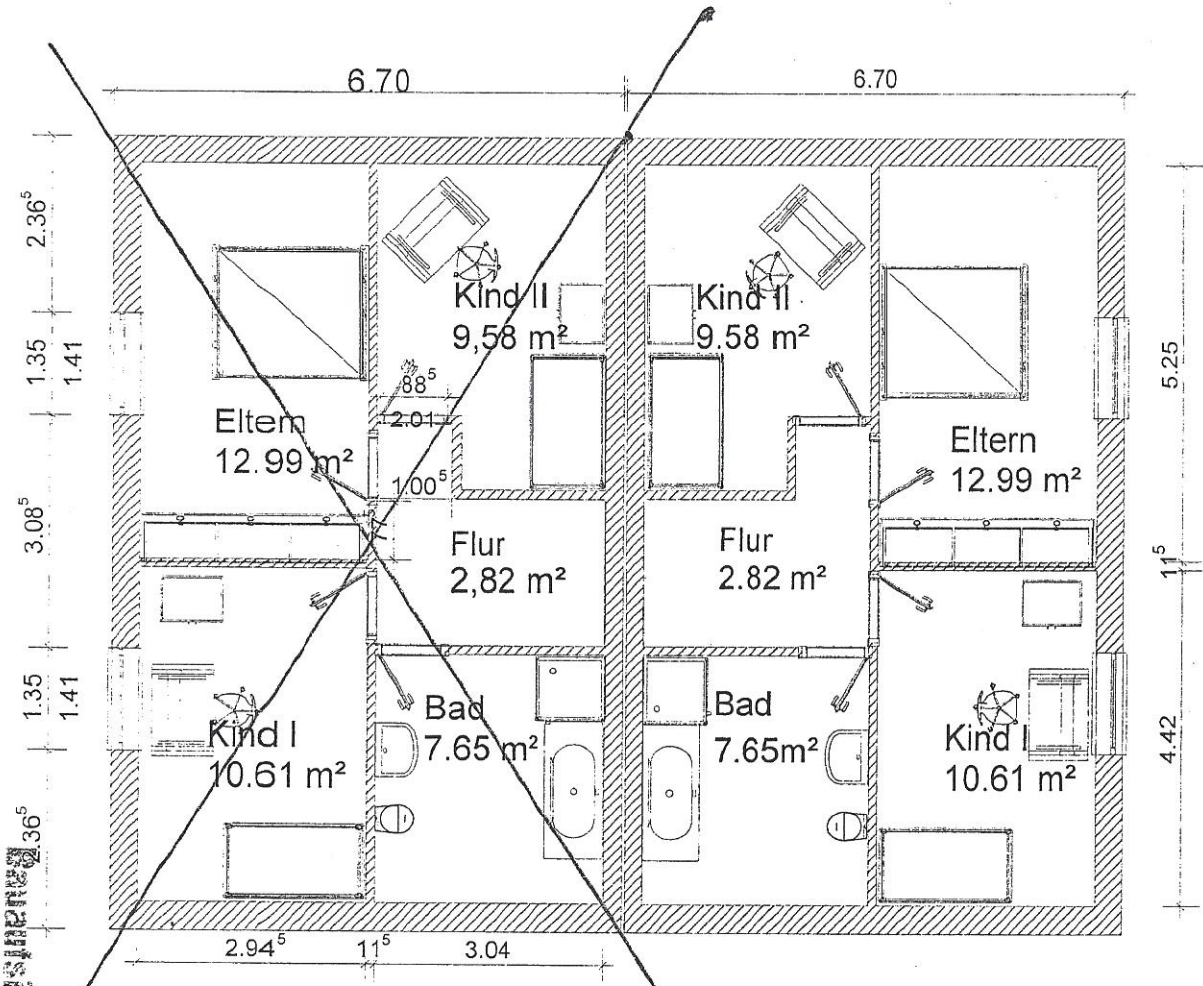 6.70
6.70
2.36⁵
1.35
1.41
3.08⁵
1.35
1.41
2.36⁵
Kind II
9,58 m²
88⁵
2.01
Eltern
12.99 m²
1.00⁵
Flur
2,82 m²
Kind I
10.61 m²
Bad
7.65 m²
Kind II
9.58 m²
Eltern
12.99 m²
Flur
2.82 m²
Bad
7.65m²
Kind I
10.61 m²
5.25
11⁵
4.42
2.94⁵
11⁵
3.04